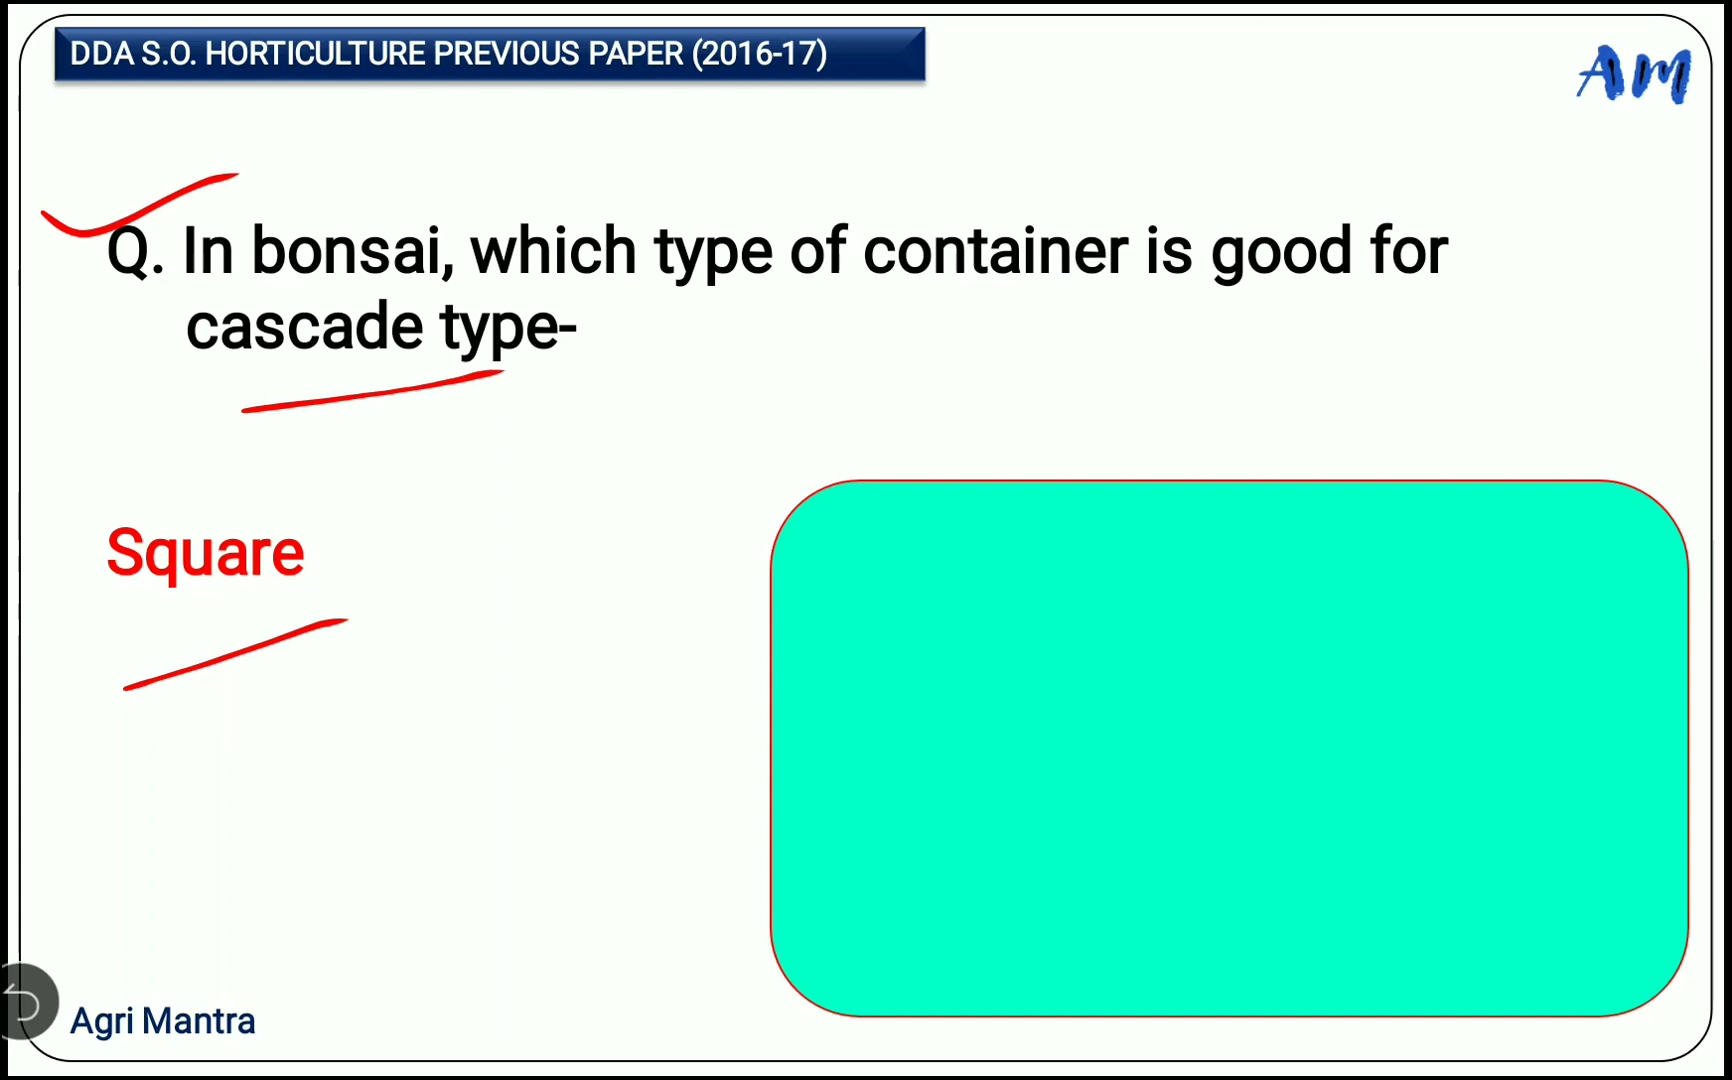 DDA S.O. HORTICULTURE PREVIOUS PAPER (2016-17)
AM
Q. In bonsai, which type of container is good for
cascade type-
Square
Agri Mantra